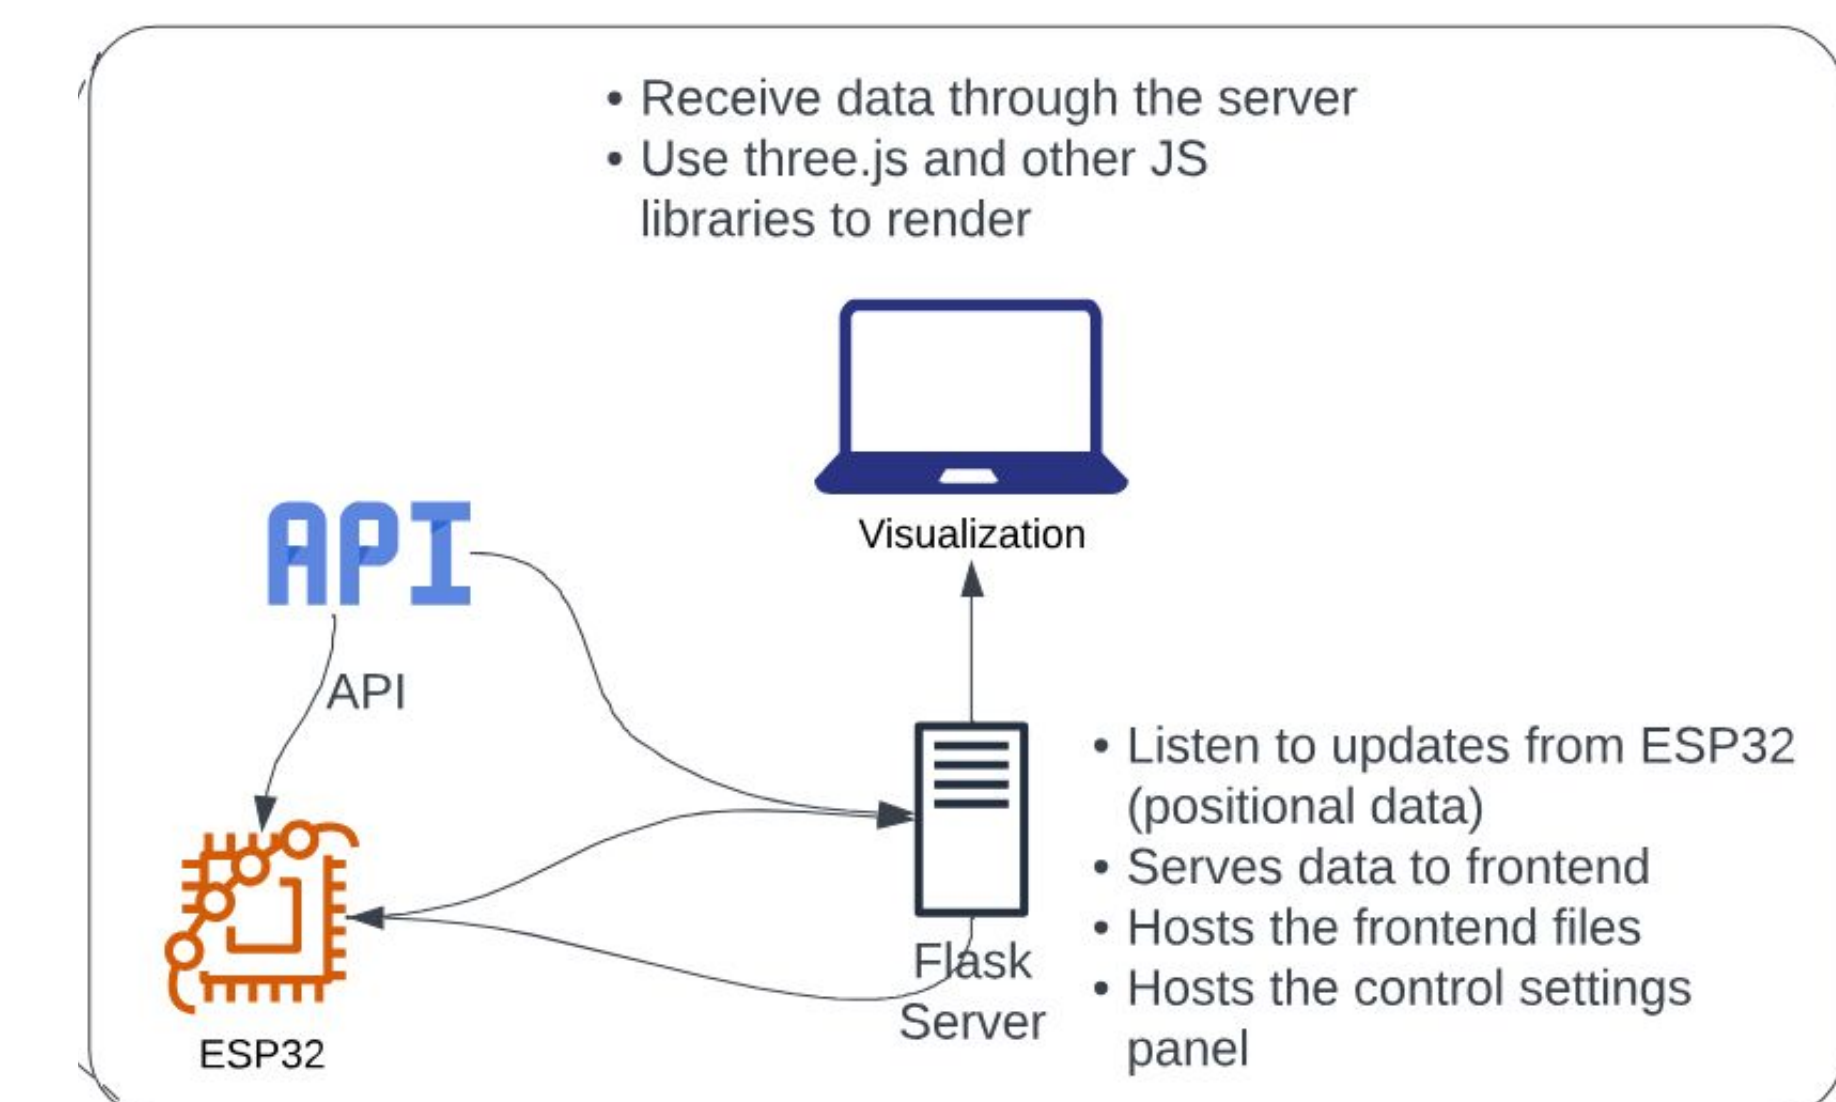 • Receive data through the server
• Use three.js and other JS
libraries to render
Visualization
API
API
• Listen to updates from ESP32
(positional data)
• Serves data to frontend
• Hosts the frontend files
• Hosts the control settings
panel
Flask
Server
ESP32